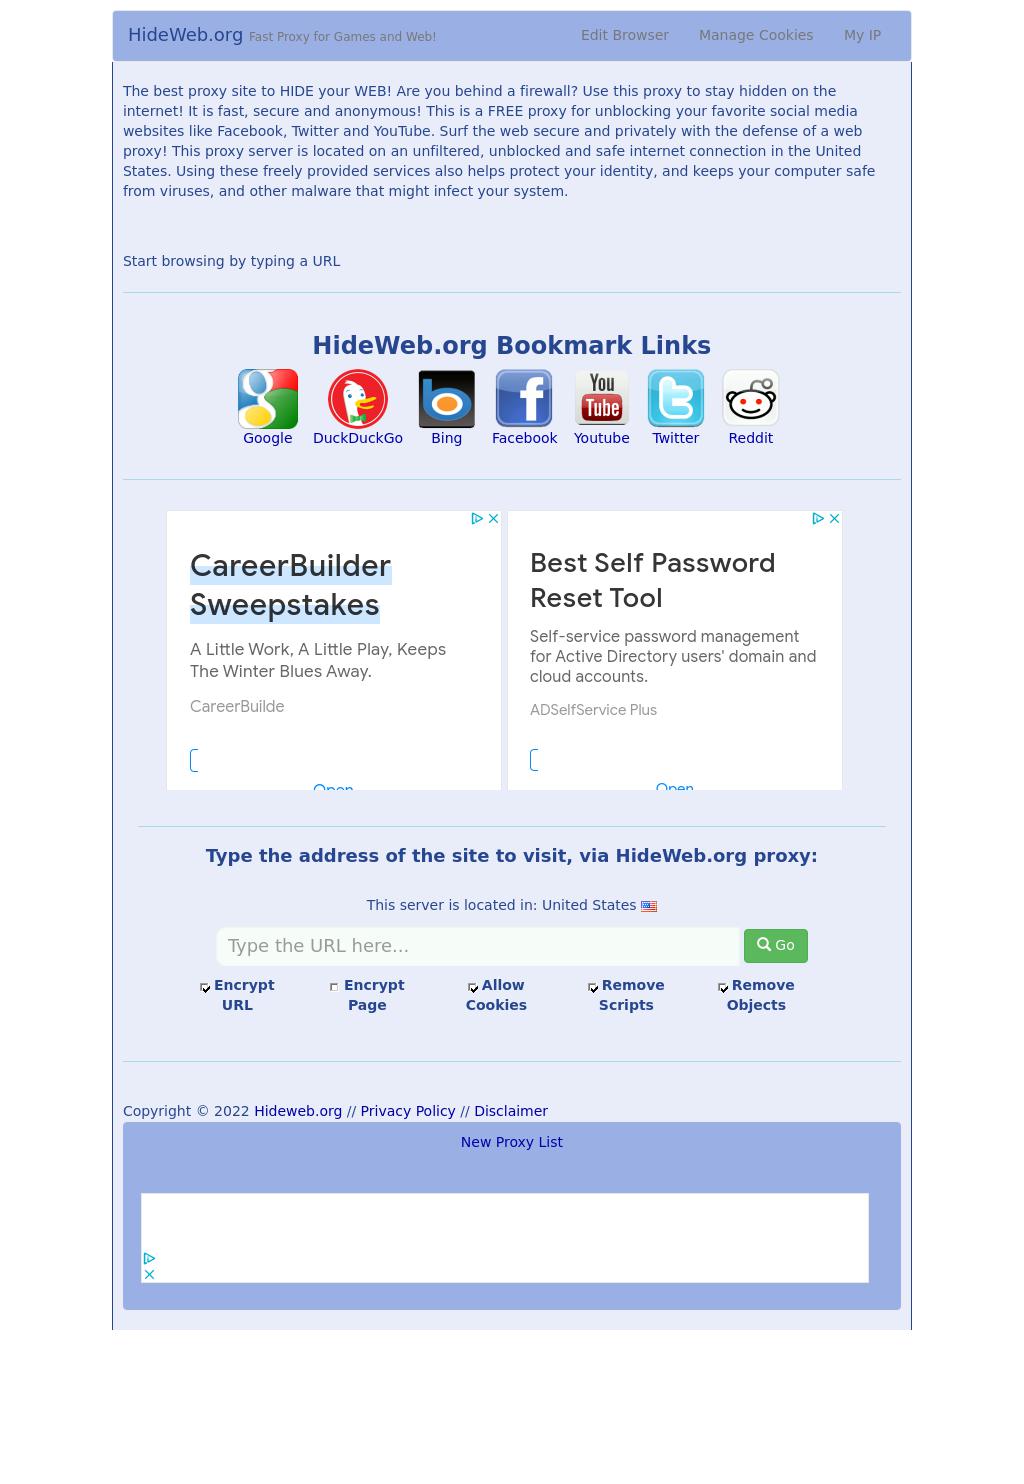 HideWeb.org Fast Proxy for Games and Web!
Edit Browser Manage Cookies My IP
The best proxy site to HIDE your WEB! Are you behind a firewall? Use this proxy to stay hidden on the
internet! It is fast, secure and anonymous! This is a FREE proxy for unblocking your favorite social media
websites like Facebook, Twitter and YouTube. Surf the web secure and privately with the defense of a web
proxy! This proxy server is located on an unfiltered, unblocked and safe internet connection in the United
States. Using these freely provided services also helps protect your identity, and keeps your computer safe
from viruses, and other malware that might infect your system.
Start browsing by typing a URL
HideWeb.org Bookmark Links
You
Tube
Google DuckDuckGo Bing Facebook Youtube Twitter Reddit
CareerBuilder
Sweepstakes
A Little Work, A Little Play, Keeps
The Winter Blues Away.
CareerBuilde
Open
Best Self Password
Reset Tool
Self-service password management
for Active Directory users' domain and
cloud accounts.
ADSelfService Plus
Open
Type the address of the site to visit, via HideWeb.org proxy:
This server is located in: United States
Type the URL here...
Go
Encrypt URL
Encrypt Page
Allow Cookies
Remove Scripts
Remove Objects
Copyright © 2022 Hideweb.org // Privacy Policy // Disclaimer
New Proxy List